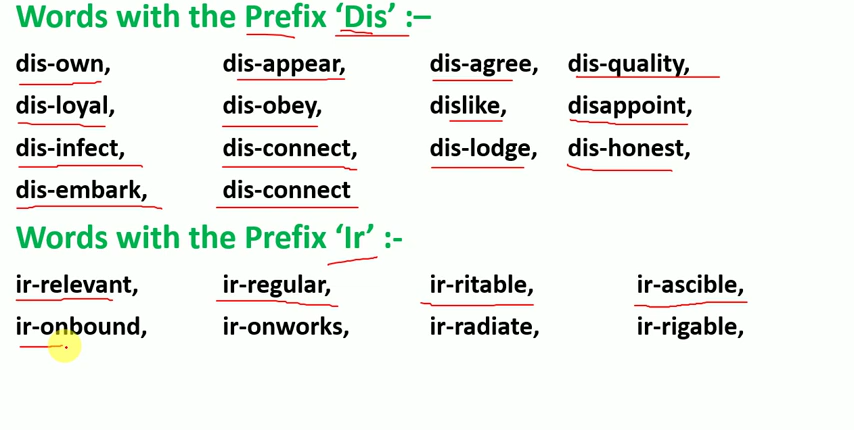 Words with the Prefix ‘Dis’ :–
dis-own, dis-appear, dis-agree, dis-quality,
dis-loyal, dis-obey, dislike, disappoint,
dis-infect, dis-connect, dis-lodge, dis-honest,
dis-embark, dis-connect
Words with the Prefix ‘Ir’ :-
ir-relevant, ir-regular, ir-ritable, ir-ascible,
ir-onbound, ir-onworks, ir-radiate, ir-rigable,